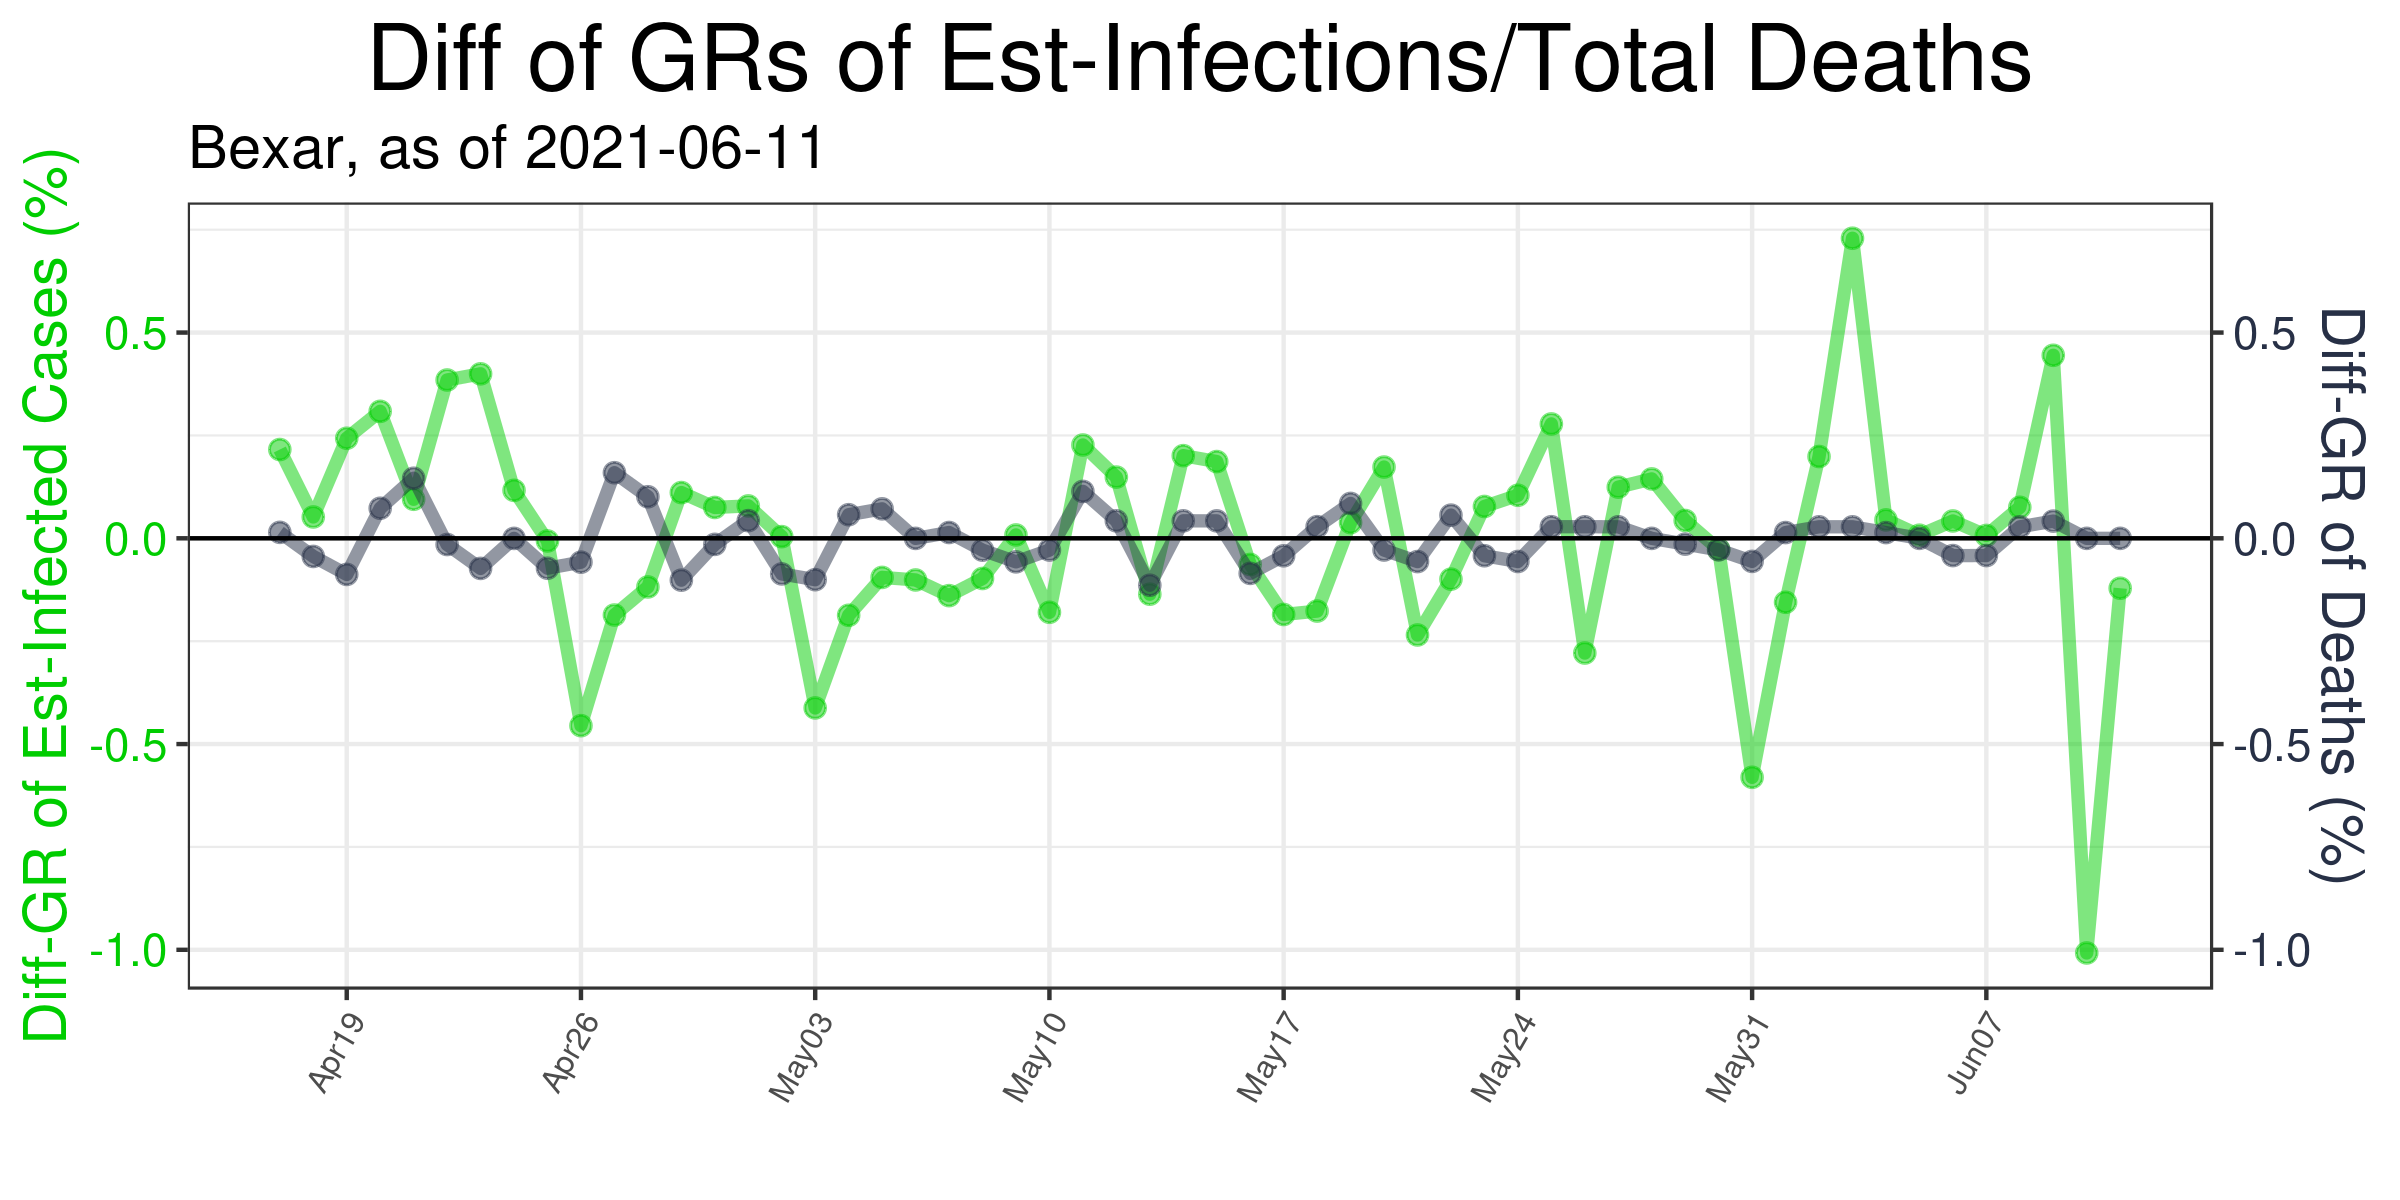 Diff of GRs of Est-Infections/Total Deaths
Bexar, as of 2021-06-11
Diff-GR of Est-Infected Cases (%)
0.5
0.0
-0.5
-1.0
0.5
0.0
-0.5
-1.0
Diff-GR of Deaths (%)
Apr19
Apr26
May03
May10
May17
May24
May31
Jun07